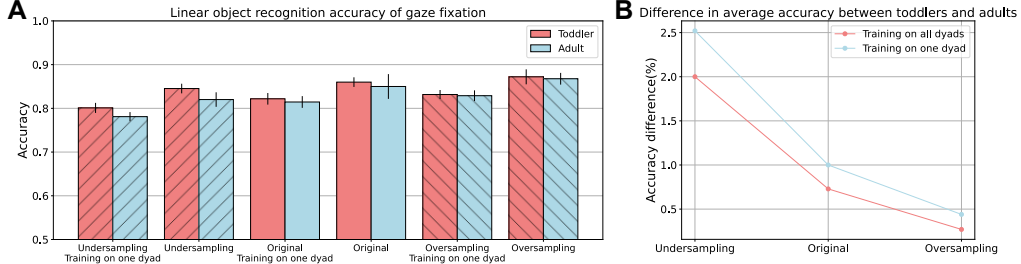 A
Linear object recognition accuracy of gaze fixation
1.0
0.9
0.8
0.7
0.6
0.5
Accuracy
Toddler
Adult
Undersampling
Training on one dyad
Undersampling
Original
Training on one dyad
Original
Oversampling
Training on one dyad
Oversampling
B
Difference in average accuracy between toddlers and adults
2.5
2.0
1.5
1.0
0.5
Accuracy difference(%)
Training on all dyads
Training on one dyad
Undersampling
Original
Oversampling